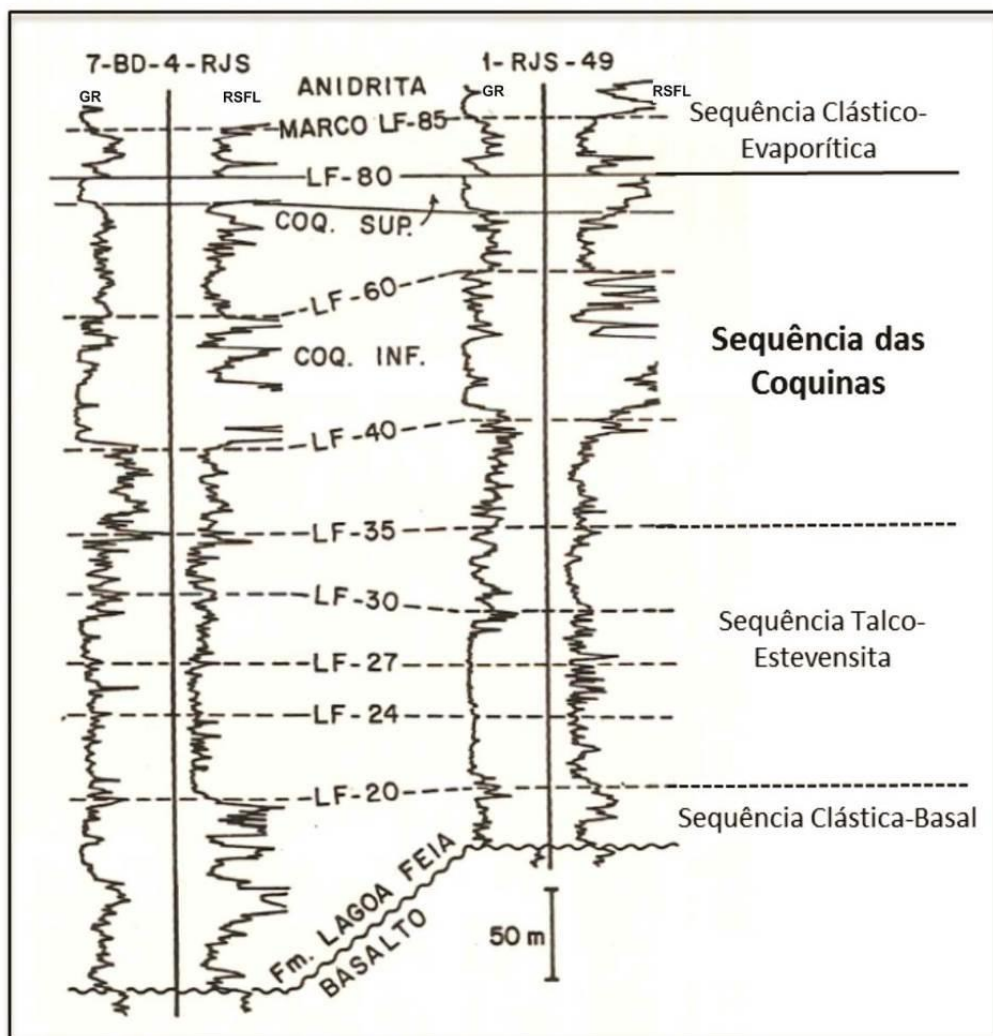 7-BD-4-RJS
1-RJS-49
GR
RSFL
ANIDRITA
GR
RSFL
MARCO LF-85
Sequência Clástico-
Evaporítica
LF-80
COQ. SUP.
LF-60
COQ. INF.
Sequência das
Coquinas
LF-40
LF-35
LF-30
Sequência Talco-
Estevensita
LF-27
LF-24
LF-20
Sequência Clástica-Basal
Fm. LAGOA FEIA
BASALTO
50 m